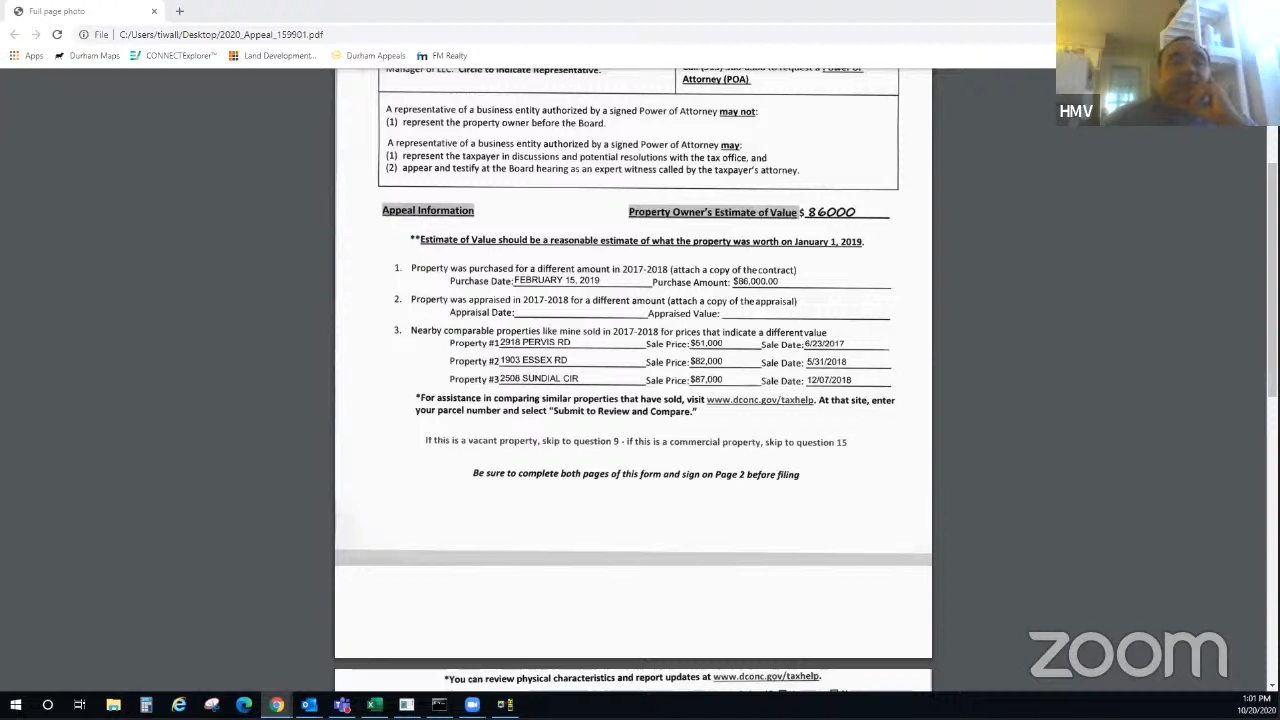 Full page photo
File C:/Users/tiwall/Desktop/2020_Appeal_159901.pdf
Apps Durham Maps CONNECTExplorer™ Land Development... Durham Appeals FM Realty
HMV
Manager of LLC. Circle to Indicate Representative.
Attorney (POA)
A representative of a business entity authorized by a signed Power of Attorney may not:
(1) represent the property owner before the Board.
A representative of a business entity authorized by a signed Power of Attorney may:
(1) represent the taxpayer in discussions and potential resolutions with the tax office, and
(2) appear and testify at the Board hearing as an expert witness called by the taxpayer's attorney.
Appeal Information Property Owner's Estimate of Value $ 86000
**Estimate of Value should be a reasonable estimate of what the property was worth on January 1, 2019.
1. Property was purchased for a different amount in 2017-2018 (attach a copy of the contract)
Purchase Date: FEBRUARY 15, 2019 Purchase Amount: $86,000.00
2. Property was appraised in 2017-2018 for a different amount (attach a copy of the appraisal)
Appraisal Date: Appraised Value:
3. Nearby comparable properties like mine sold in 2017-2018 for prices that indicate a different value
Property #1 2918 PERVIS RD Sale Price: $51,000 Sale Date: 6/23/2017
Property #2 1903 ESSEX RD Sale Price: $82,000 Sale Date: 5/31/2018
Property #3 2508 SUNDIAL CIR Sale Price: $87,000 Sale Date: 12/07/2018
*For assistance in comparing similar properties that have sold, visit www.dconc.gov/taxhelp. At that site, enter
your parcel number and select "Submit to Review and Compare."
If this is a vacant property, skip to question 9 - if this is a commercial property, skip to question 15
Be sure to complete both pages of this form and sign on Page 2 before filing
*You can review physical characteristics and report updates at www.dconc.gov/taxhelp.
zoom
1:01 PM
10/20/2020